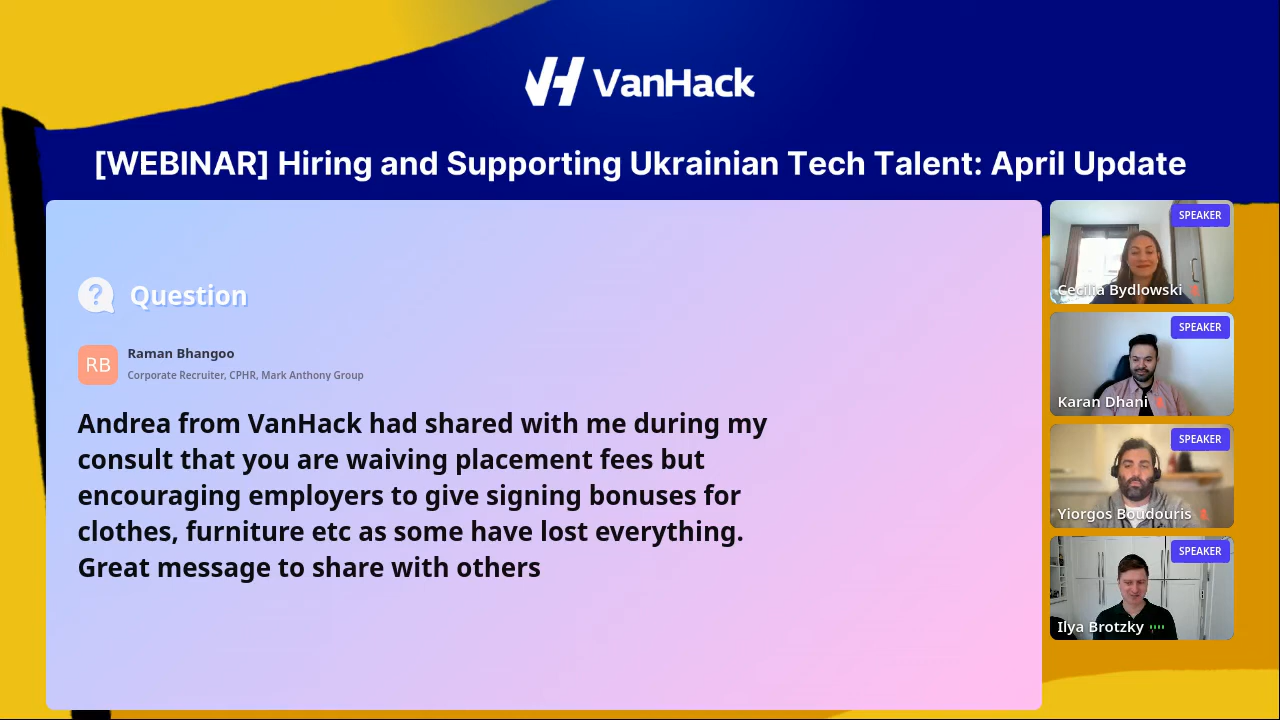 VanHack
[WEBINAR] Hiring and Supporting Ukrainian Tech Talent: April Update
Question
RB
Raman Bhangoo
Corporate Recruiter, CPHR, Mark Anthony Group
Andrea from VanHack had shared with me during my
consult that you are waiving placement fees but
encouraging employers to give signing bonuses for
clothes, furniture etc as some have lost everything.
Great message to share with others
SPEAKER
Cecilia Bydlowski
SPEAKER
Karan Dhani
SPEAKER
Yiorgos Boudouris
SPEAKER
Ilya Brotzky